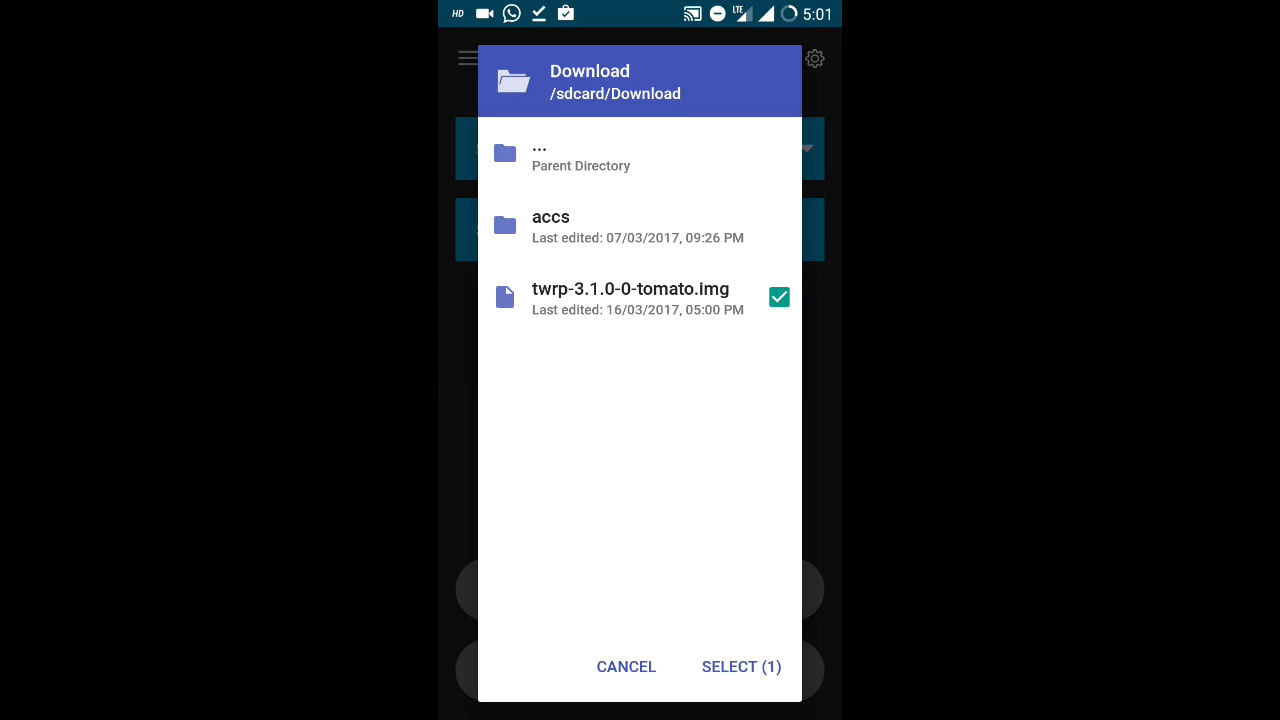 HD LTE 5:01
Download
/sdcard/Download
...
Parent Directory
accs
Last edited: 07/03/2017, 09:26 PM
twrp-3.1.0-0-tomato.img
Last edited: 16/03/2017, 05:00 PM
CANCEL SELECT (1)